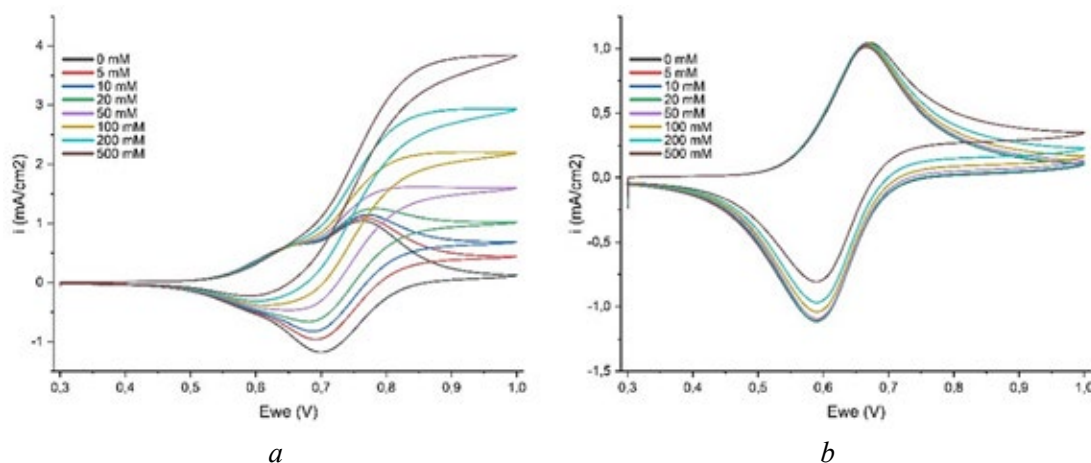 4
3
2
1
0
-1
i (mA/cm2)
0 mM
5 mM
10 mM
20 mM
50 mM
100 mM
200 mM
500 mM
0,3 0,4 0,5 0,6 0,7 0,8 0,9 1,0
Ewe (V)
a
1,0
0,5
0,0
-0,5
-1,0
-1,5
i (mA/cm2)
0 mM
5 mM
10 mM
20 mM
50 mM
100 mM
200 mM
500 mM
0,3 0,4 0,5 0,6 0,7 0,8 0,9 1,0
Ewe (V)
b